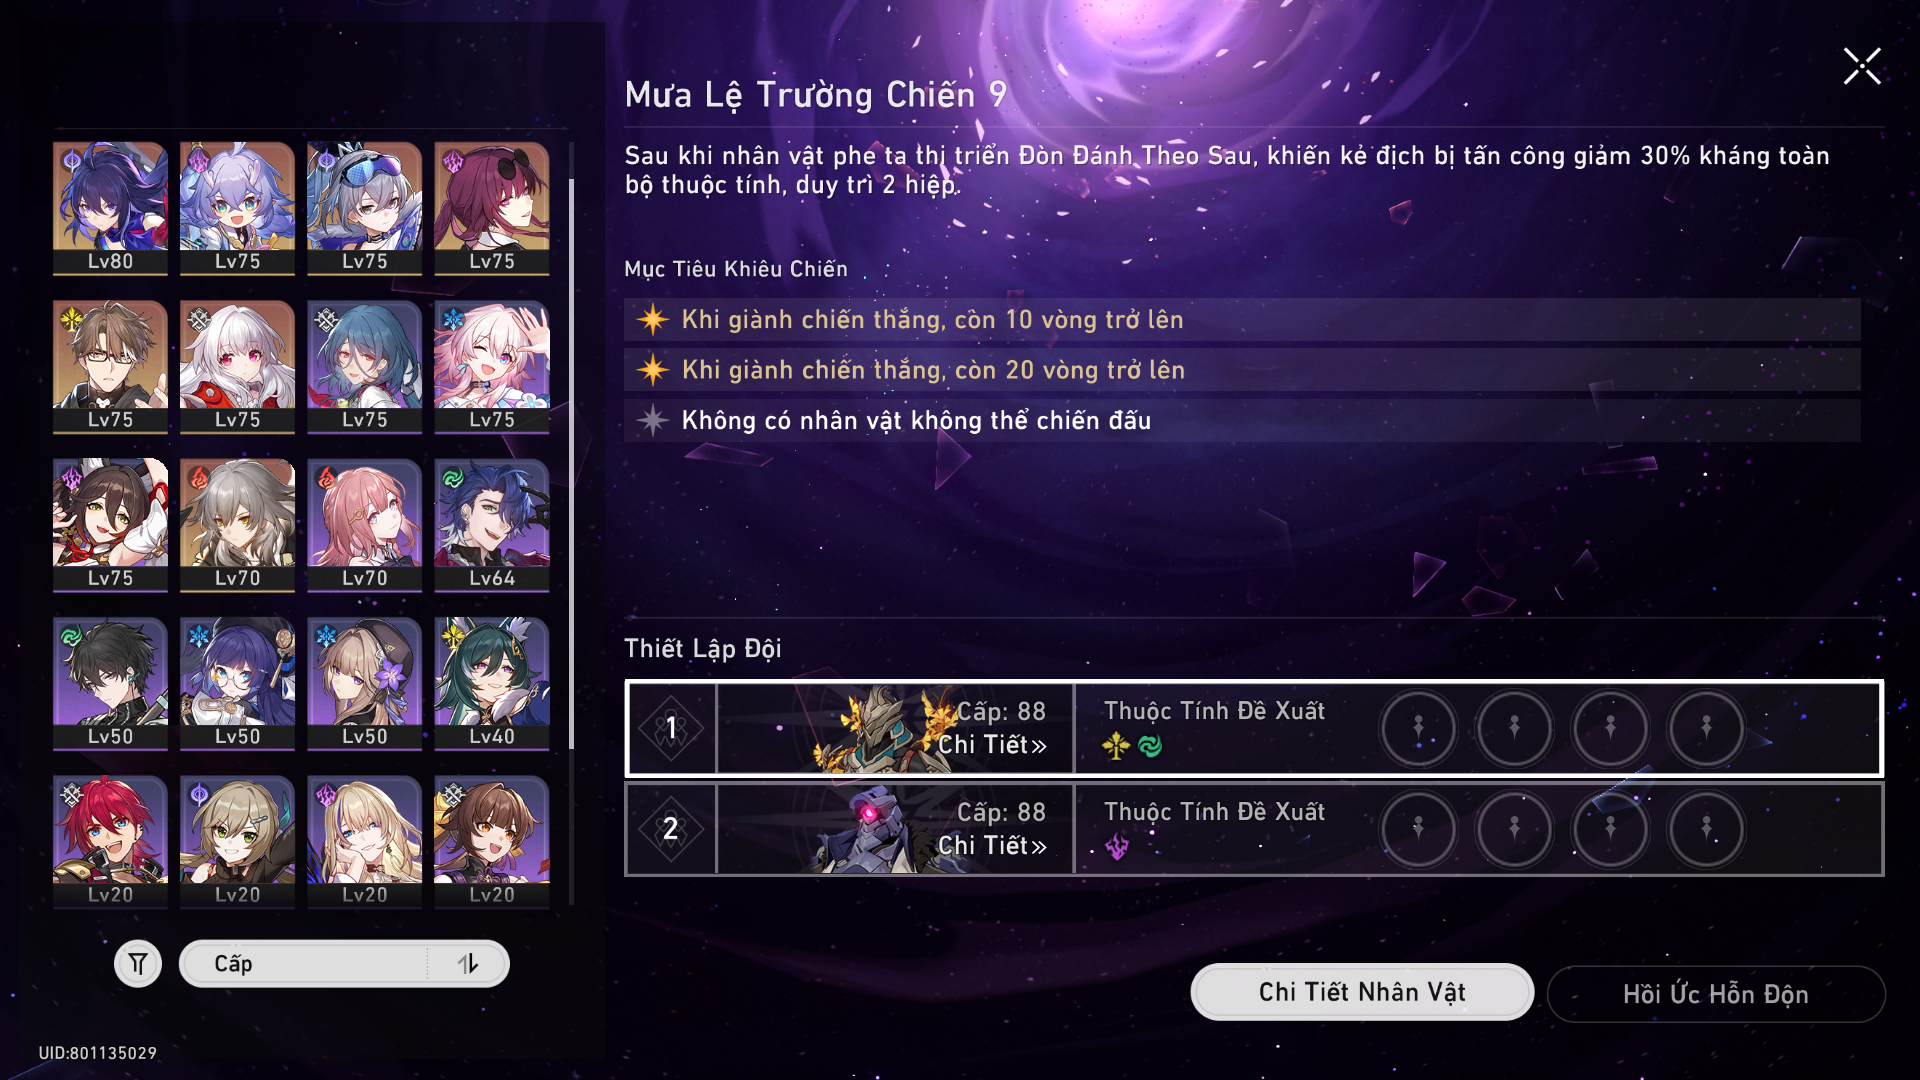 Mưa Lệ Trường Chiến 9
Sau khi nhân vật phe ta thi triển Đòn Đánh Theo Sau, khiến kẻ địch bị tấn công giảm 30% kháng toàn
bộ thuộc tính, duy trì 2 hiệp.
Mục Tiêu Khiêu Chiến
Khi giành chiến thắng, còn 10 vòng trở lên
Khi giành chiến thắng, còn 20 vòng trở lên
Không có nhân vật không thể chiến đấu
Lv80 Lv75 Lv75 Lv75
Lv75 Lv75 Lv75 Lv75
Lv75 Lv70 Lv70 Lv64
Lv50 Lv50 Lv50 Lv40
Lv20 Lv20 Lv20 Lv20
Thiết Lập Đội
1 Cấp: 88 Thuộc Tính Đề Xuất
Chi Tiết»
2 Cấp: 88 Thuộc Tính Đề Xuất
Chi Tiết»
Cấp
Chi Tiết Nhân Vật
Hồi Ức Hỗn Độn
UID:801135029